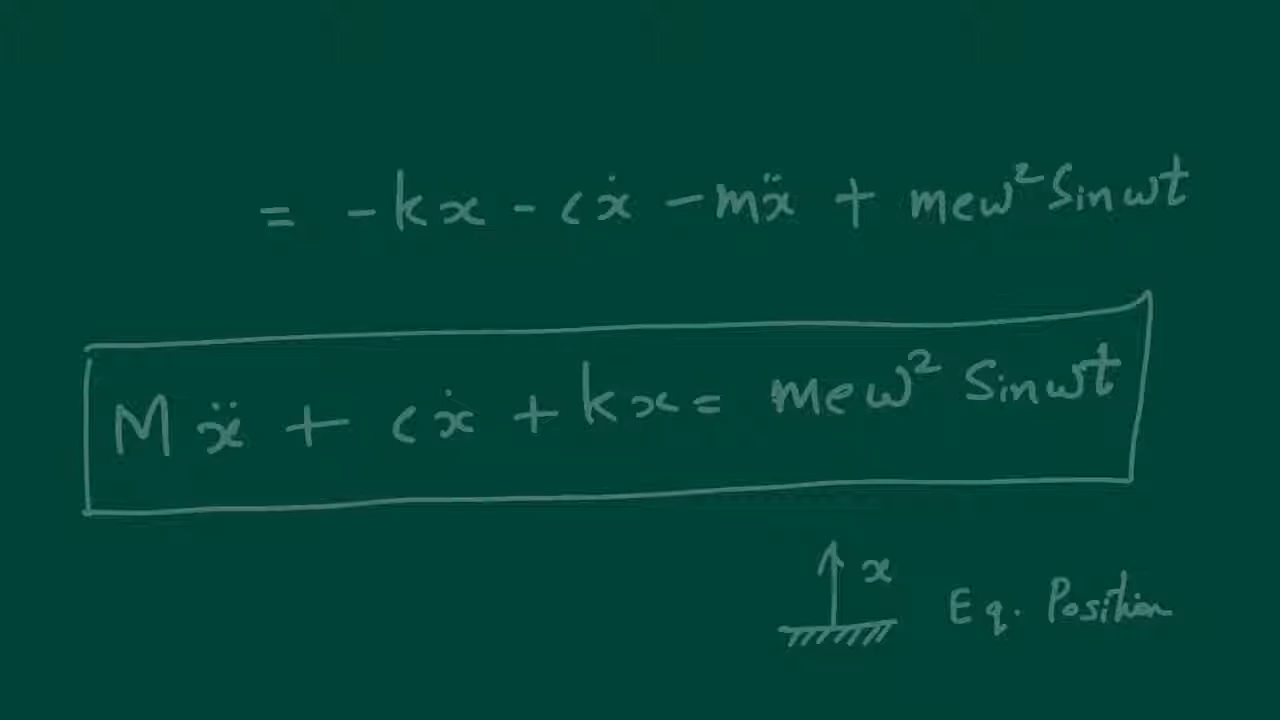 = -kx - cẋ - mẍ + meω² Sinωt
Mẍ + cẋ + kx = meω² Sinωt
x
Eq. Position